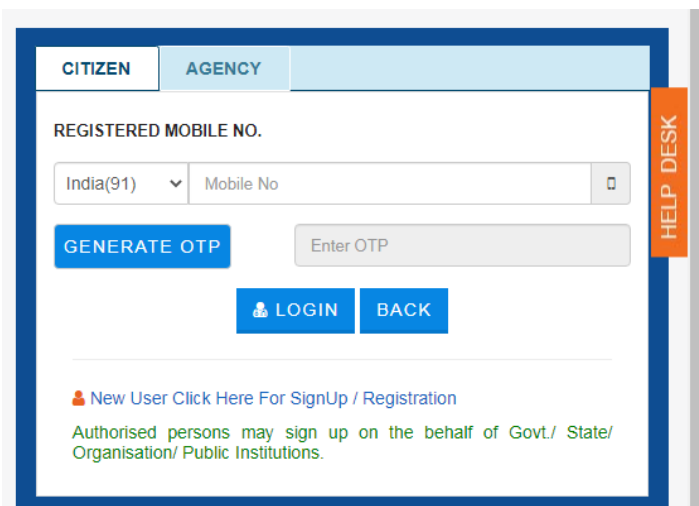 CITIZEN AGENCY
REGISTERED MOBILE NO.
India(91) Mobile No
GENERATE OTP Enter OTP
LOGIN BACK
New User Click Here For SignUp / Registration
Authorised persons may sign up on the behalf of Govt./ State/
Organisation/ Public Institutions.
HELP DESK